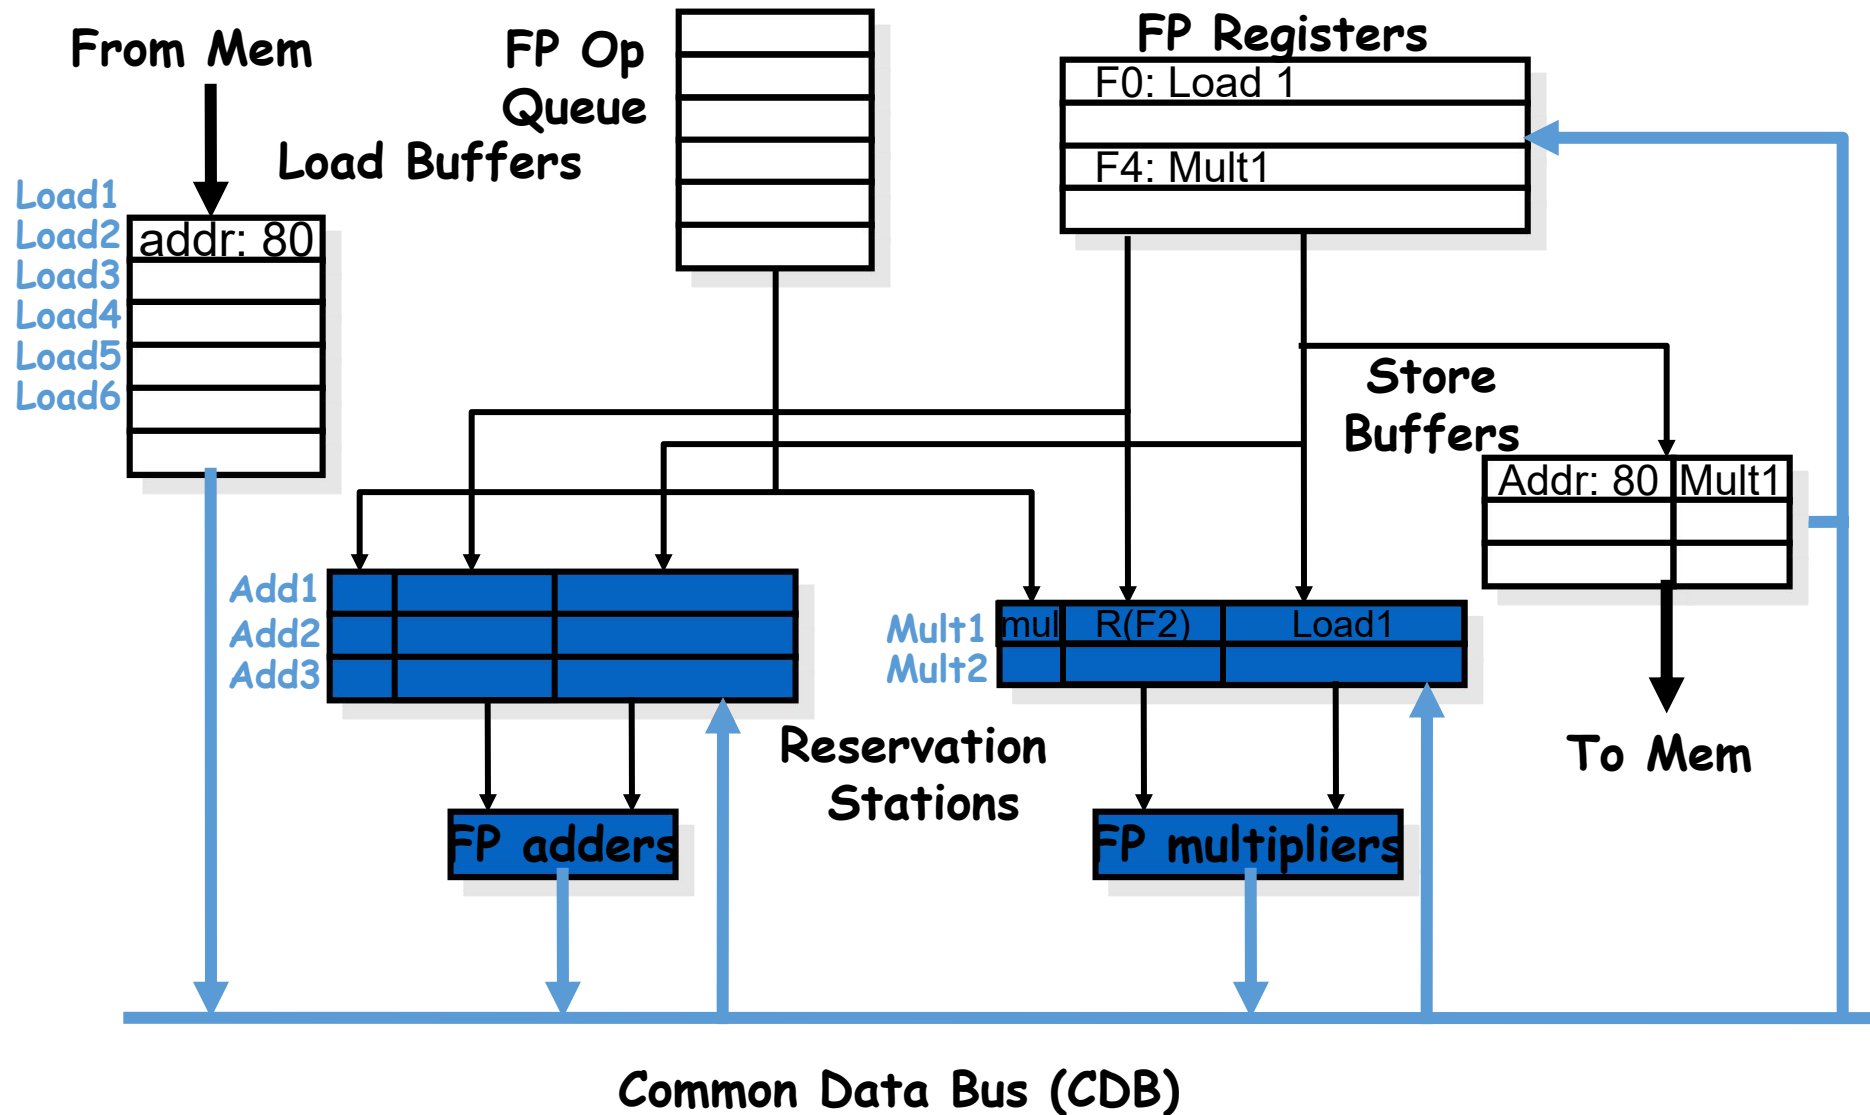 From Mem
FP Op
Queue
FP Registers
F0: Load 1
F4: Mult1
Load Buffers
Load1
Load2
Load3
Load4
Load5
Load6
addr: 80
Store
Buffers
Addr: 80 Mult1
Add1
Add2
Add3
Mult1
Mult2
mul R(F2) Load1
Reservation
Stations
To Mem
FP adders
FP multipliers
Common Data Bus (CDB)